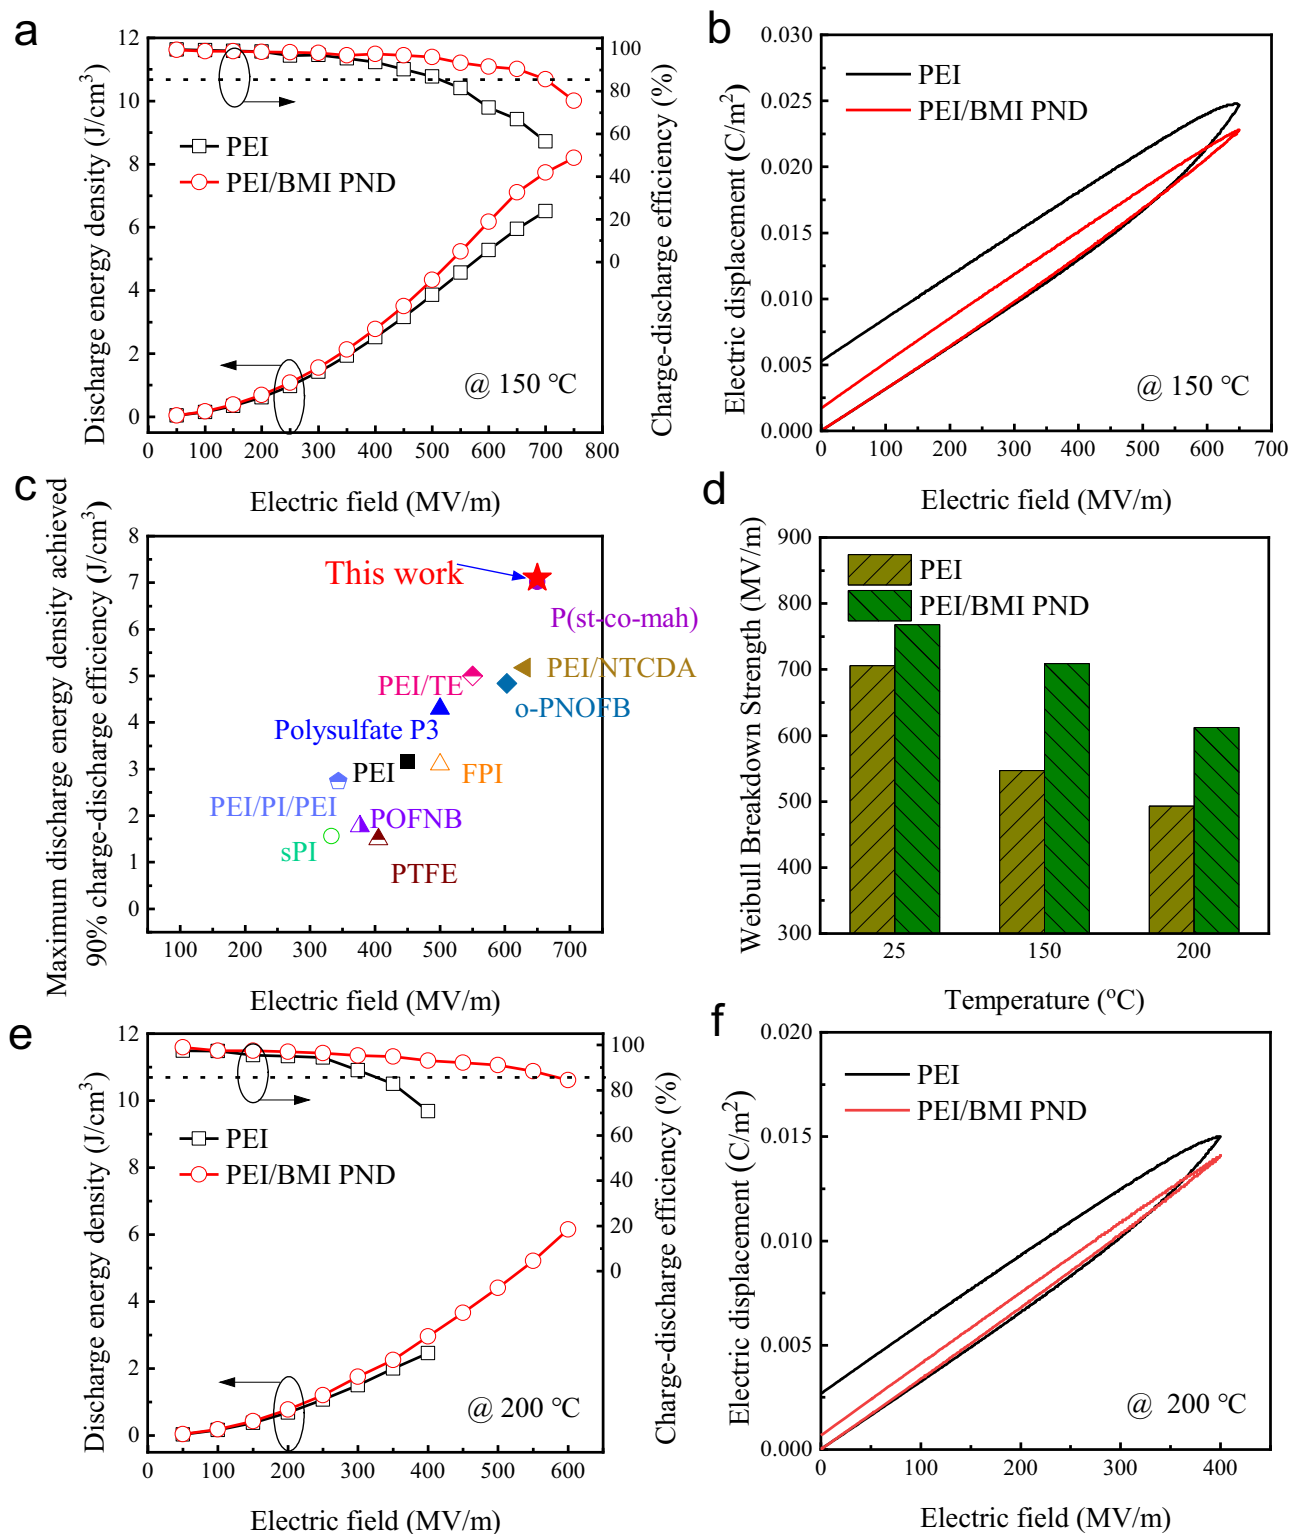 a
12
10
8
6
4
2
0
Discharge energy density (J/cm³)
100
80
60
40
20
0
Charge-discharge efficiency (%)
PEI
PEI/BMI PND
@ 150 °C
0 100 200 300 400 500 600 700 800
Electric field (MV/m)
b
0.030
0.025
0.020
0.015
0.010
0.005
0.000
Electric displacement (C/m²)
PEI
PEI/BMI PND
@ 150 °C
0 100 200 300 400 500 600 700
Electric field (MV/m)
c
Maximum discharge energy density achieved
90% charge-discharge efficiency (J/cm³)
8
7
6
5
4
3
2
1
0
This work
P(st-co-mah)
PEI/NTCDA
PEI/TE
o-PNOFB
Polysulfate P3
PEI
FPI
PEI/PI/PEI
POFNB
sPI
PTFE
100 200 300 400 500 600 700
Electric field (MV/m)
d
900
800
700
600
500
400
300
Weibull Breakdown Strength (MV/m)
PEI
PEI/BMI PND
25 150 200
Temperature (°C)
e
12
10
8
6
4
2
0
Discharge energy density (J/cm³)
100
80
60
40
20
0
Charge-discharge efficiency (%)
PEI
PEI/BMI PND
@ 200 °C
0 100 200 300 400 500 600
Electric field (MV/m)
f
0.020
0.015
0.010
0.005
0.000
Electric displacement (C/m²)
PEI
PEI/BMI PND
@ 200 °C
0 100 200 300 400
Electric field (MV/m)